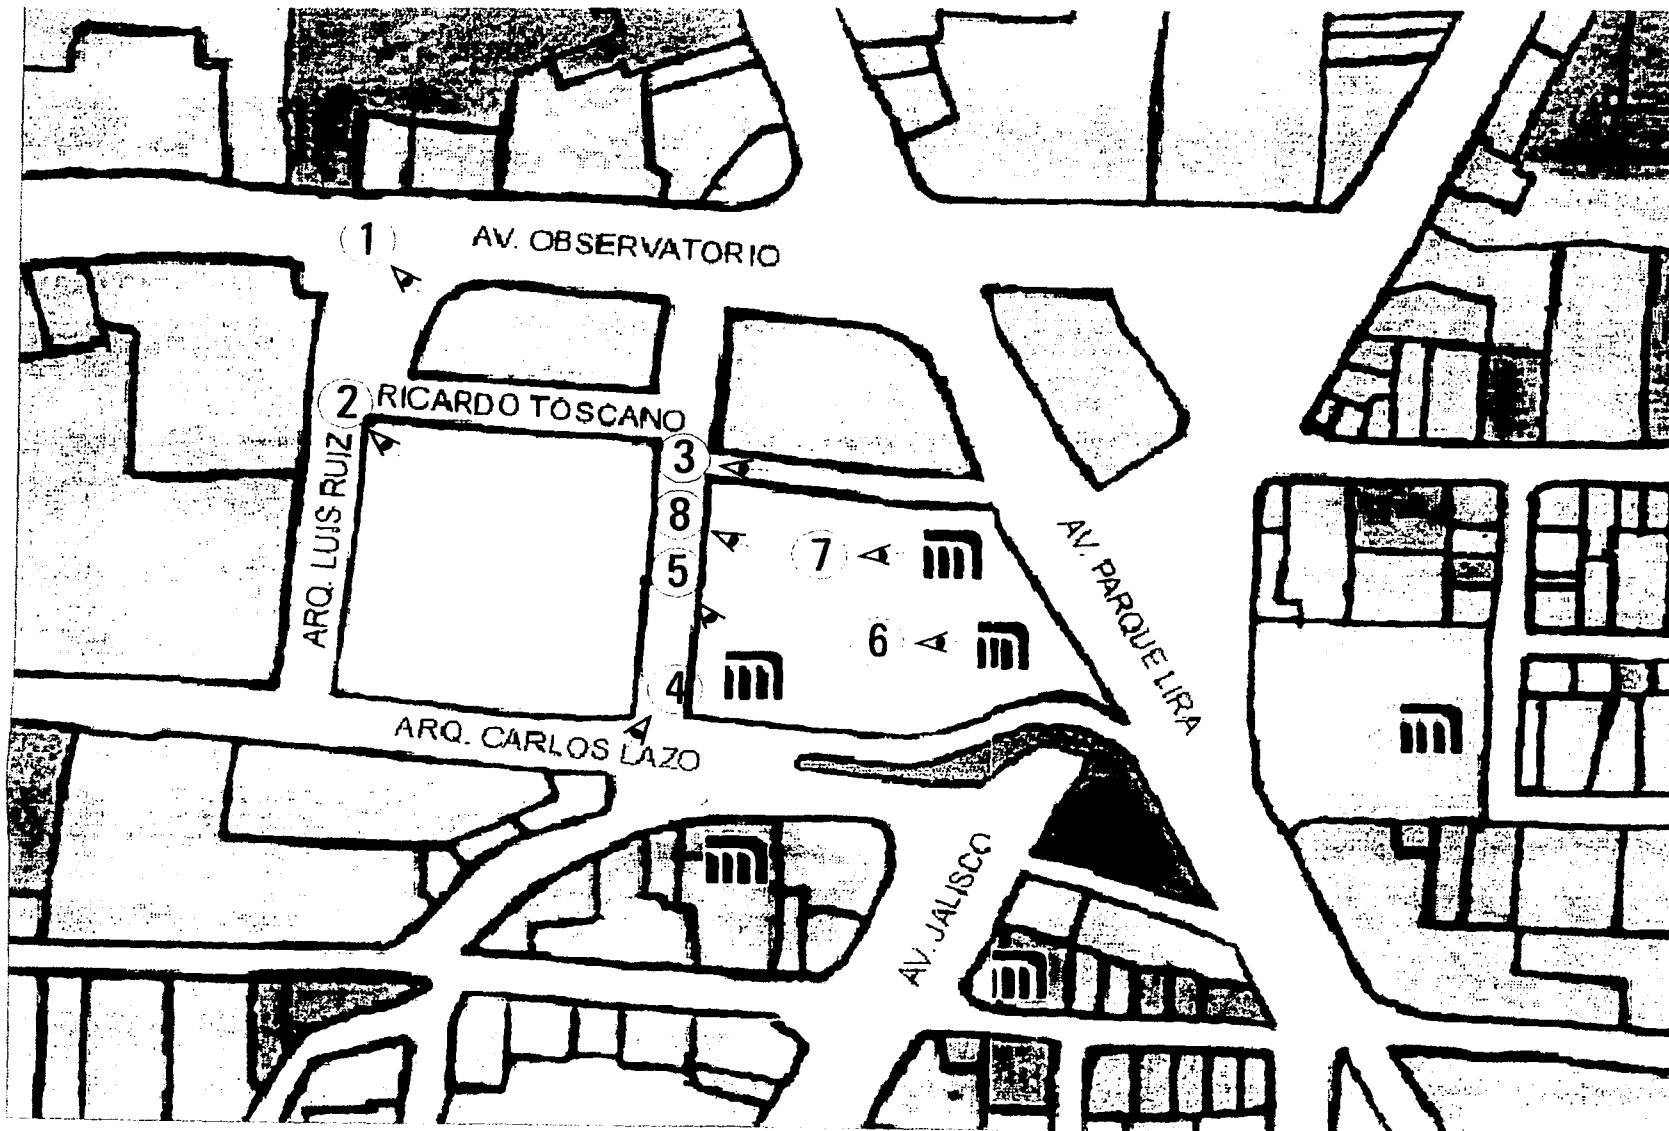 1
AV. OBSERVATORIO
2
RICARDO TOSCANO
3
ARQ. LUIS RUIZ
8
7
5
6
4
AV. PARQUE LIRA
ARQ. CARLOS LAZO
AV. JALISCO